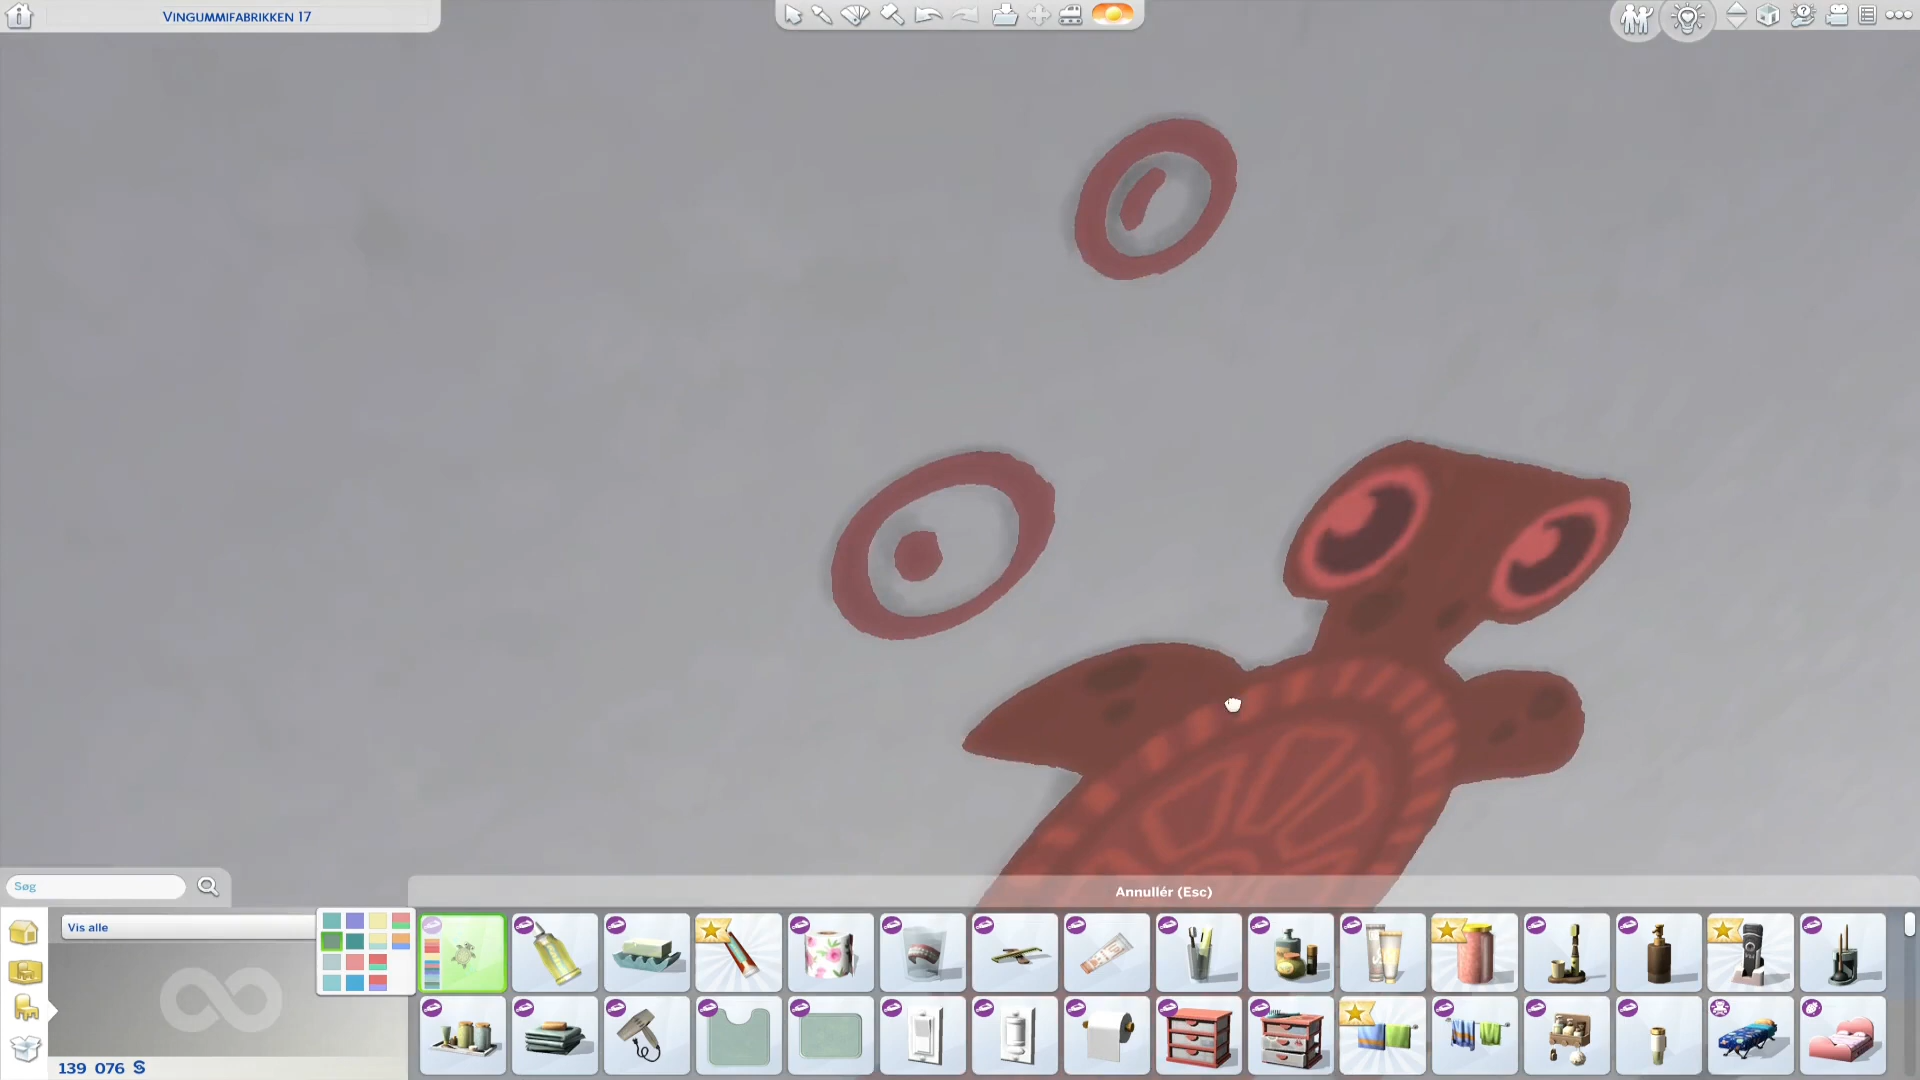 Vingummifabrikken 17
Annullér (Esc)
Søg
Vis alle
139 076 §